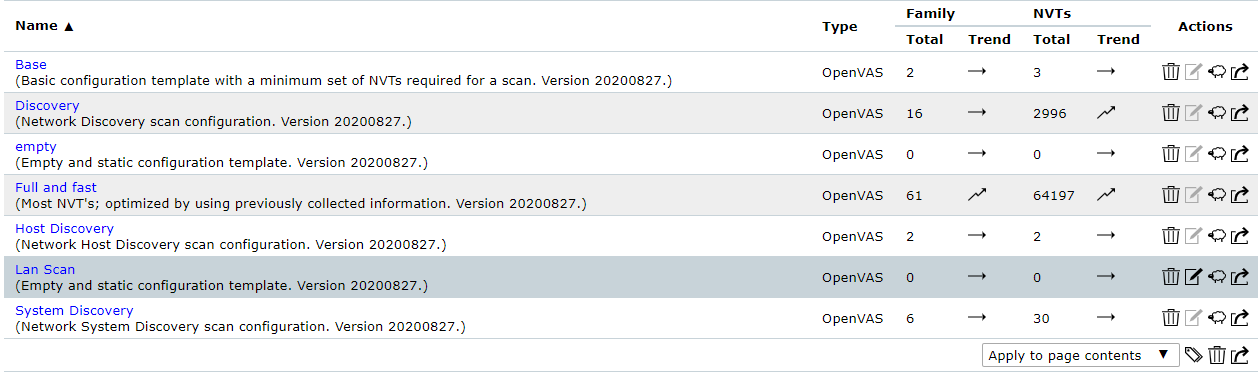 Name ▲ Type Family NVTs Actions
Total Trend Total Trend
Base
(Basic configuration template with a minimum set of NVTs required for a scan. Version 20200827.) OpenVAS 2 3
Discovery
(Network Discovery scan configuration. Version 20200827.) OpenVAS 16 2996
empty
(Empty and static configuration template. Version 20200827.) OpenVAS 0 0
Full and fast
(Most NVT's; optimized by using previously collected information. Version 20200827.) OpenVAS 61 64197
Host Discovery
(Network Host Discovery scan configuration. Version 20200827.) OpenVAS 2 2
Lan Scan
(Empty and static configuration template. Version 20200827.) OpenVAS 0 0
System Discovery
(Network System Discovery scan configuration. Version 20200827.) OpenVAS 6 30
Apply to page contents ▼